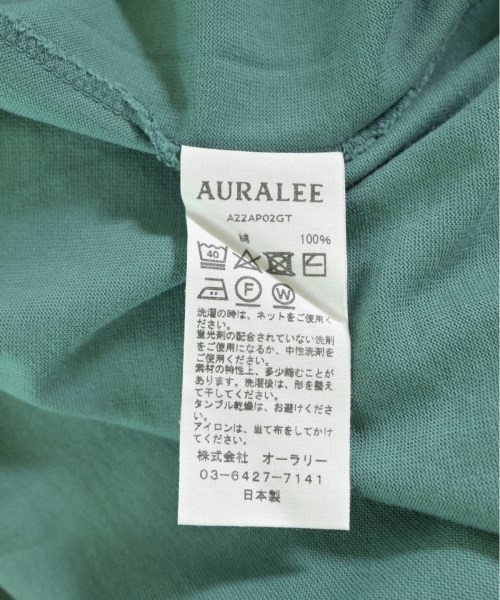 AURALEE
A22AP02GT
綿 100%
40
F W
洗濯の時は、ネットをご使用く
ださい。
蛍光剤の配合されていない洗剤
をご使用になるか、中性洗剤を
ご使用ください。
素材の特性上、多少縮むことが
あります。洗濯後は、形を整え
て干してください。
タンブル乾燥は、お避けくださ
い。
アイロンは、当て布をしてかけ
てください。
株式会社 オーラリー
03-6427-7141
日本製